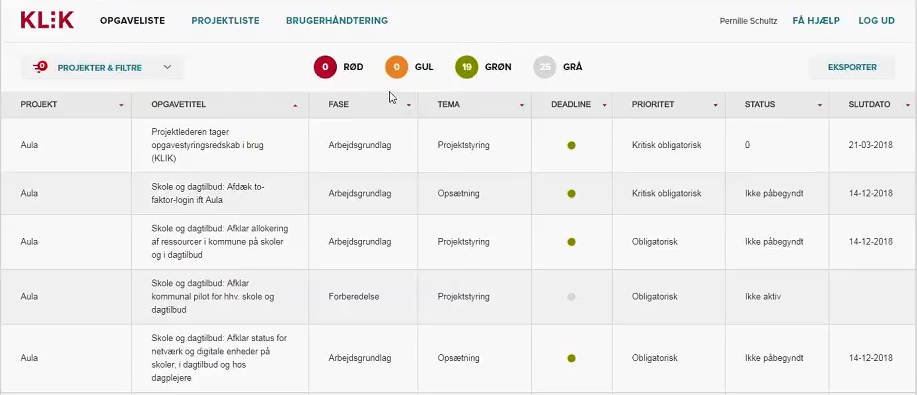 KLIK OPGAVELISTE PROJEKTLISTE BRUGERHÅNDTERING Pernille Schultz FÅ HJÆLP LOG UD
0 PROJEKTER & FILTRE 0 RØD 0 GUL 19 GRØN 25 GRÅ EKSPORTER
PROJEKT OPGAVETITEL FASE TEMA DEADLINE PRIORITET STATUS SLUTDATO
Projektlederen tager
Aula opgavestyringsredskab i brug Arbejdsgrundlag Projektstyring Kritisk obligatorisk 0 21-03-2018
(KLIK)
Skole og dagtilbud: Afdæk to-
Aula faktor-login ift Aula Arbejdsgrundlag Opsætning Kritisk obligatorisk Ikke påbegyndt 14-12-2018
Skole og dagtilbud: Afklar allokering
Aula af ressourcer i kommune på skoler Arbejdsgrundlag Projektstyring Obligatorisk Ikke påbegyndt 14-12-2018
og i dagtilbud
Skole og dagtilbud: Afklar
Aula kommunal pilot for hhv. skole og Forberedelse Projektstyring Obligatorisk Ikke aktiv
dagtilbud
Skole og dagtilbud: Afklar status for
Aula netværk og digitale enheder på Arbejdsgrundlag Opsætning Obligatorisk Ikke påbegyndt 14-12-2018
skoler, i dagtilbud og hos
dagplejere